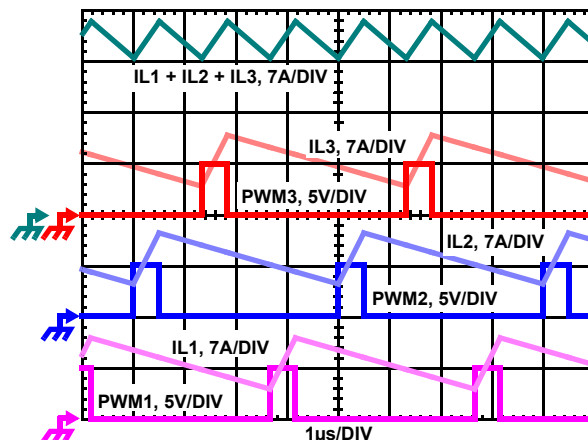 IL1 + IL2 + IL3, 7A/DIV
IL3, 7A/DIV
PWM3, 5V/DIV
IL2, 7A/DIV
PWM2, 5V/DIV
IL1, 7A/DIV
PWM1, 5V/DIV
1µs/DIV